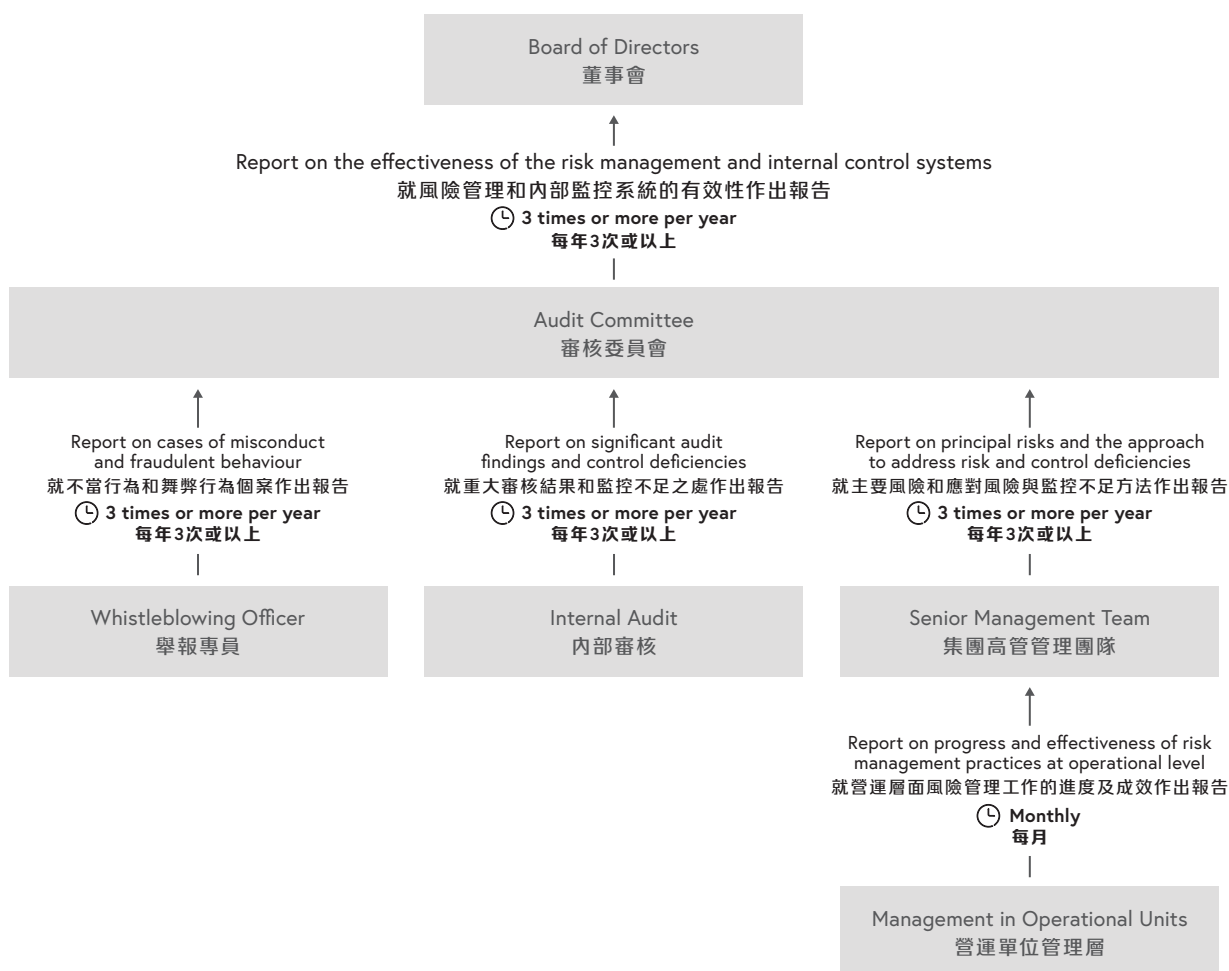 Board of Directors
董事會
Report on the effectiveness of the risk management and internal control systems
就風險管理和內部監控系統的有效性作出報告
3 times or more per year
每年3次或以上
Audit Committee
審核委員會
Report on cases of misconduct
and fraudulent behaviour
就不當行為和舞弊行為個案作出報告
3 times or more per year
每年3次或以上
Report on significant audit
findings and control deficiencies
就重大審核結果和監控不足之處作出報告
3 times or more per year
每年3次或以上
Report on principal risks and the approach
to address risk and control deficiencies
就主要風險和應對風險與監控不足方法作出報告
3 times or more per year
每年3次或以上
Whistleblowing Officer
舉報專員
Internal Audit
內部審核
Senior Management Team
集團高管管理團隊
Report on progress and effectiveness of risk
management practices at operational level
就營運層面風險管理工作的進度及成效作出報告
Monthly
每月
Management in Operational Units
營運單位管理層